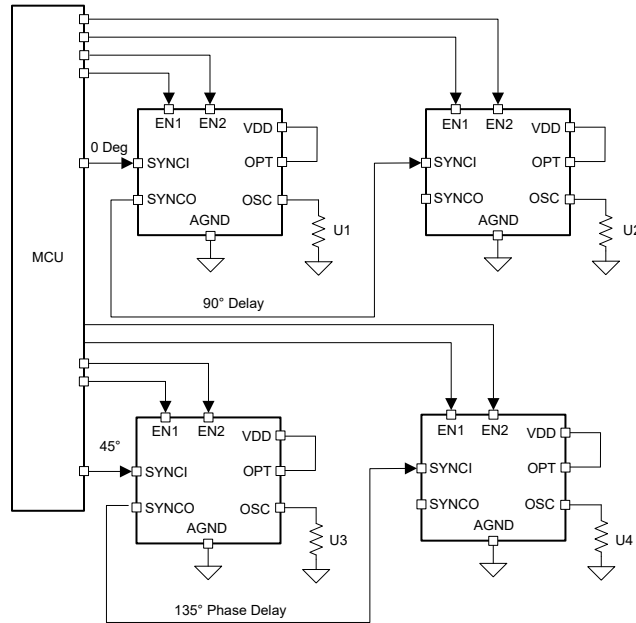 EN1 EN2
VDD
0 Deg
SYNCI
OPT
SYNCO
OSC
AGND
U1
EN1 EN2
VDD
SYNCI
OPT
SYNCO
OSC
AGND
U2
MCU
90° Delay
EN1 EN2
VDD
45°
SYNCI
OPT
SYNCO
OSC
AGND
U3
EN1 EN2
VDD
SYNCI
OPT
SYNCO
OSC
AGND
U4
135° Phase Delay